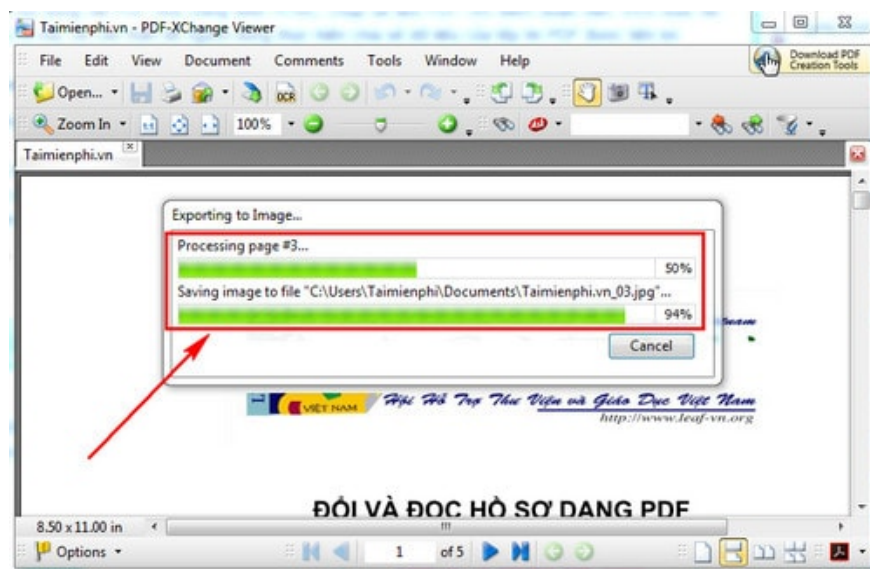 Taimienphi.vn - PDF-XChange Viewer
File Edit View Document Comments Tools Window Help
Download PDF
Creation Tools
Open...
OCR
Zoom In 100%
Taimienphi.vn
Exporting to Image...
Processing page #3...
50%
Saving image to file "C:\Users\Taimienphi\Documents\Taimienphi.vn_03.jpg"...
94%
Cancel
VIỆT NAM Hội Hỗ Trợ Thư Viện và Giáo Dục Việt Nam
http://www.leaf-vn.org
ĐỔI VÀ ĐỌC HỒ SƠ DẠNG PDF
8.50 x 11.00 in
Options 1 of 5